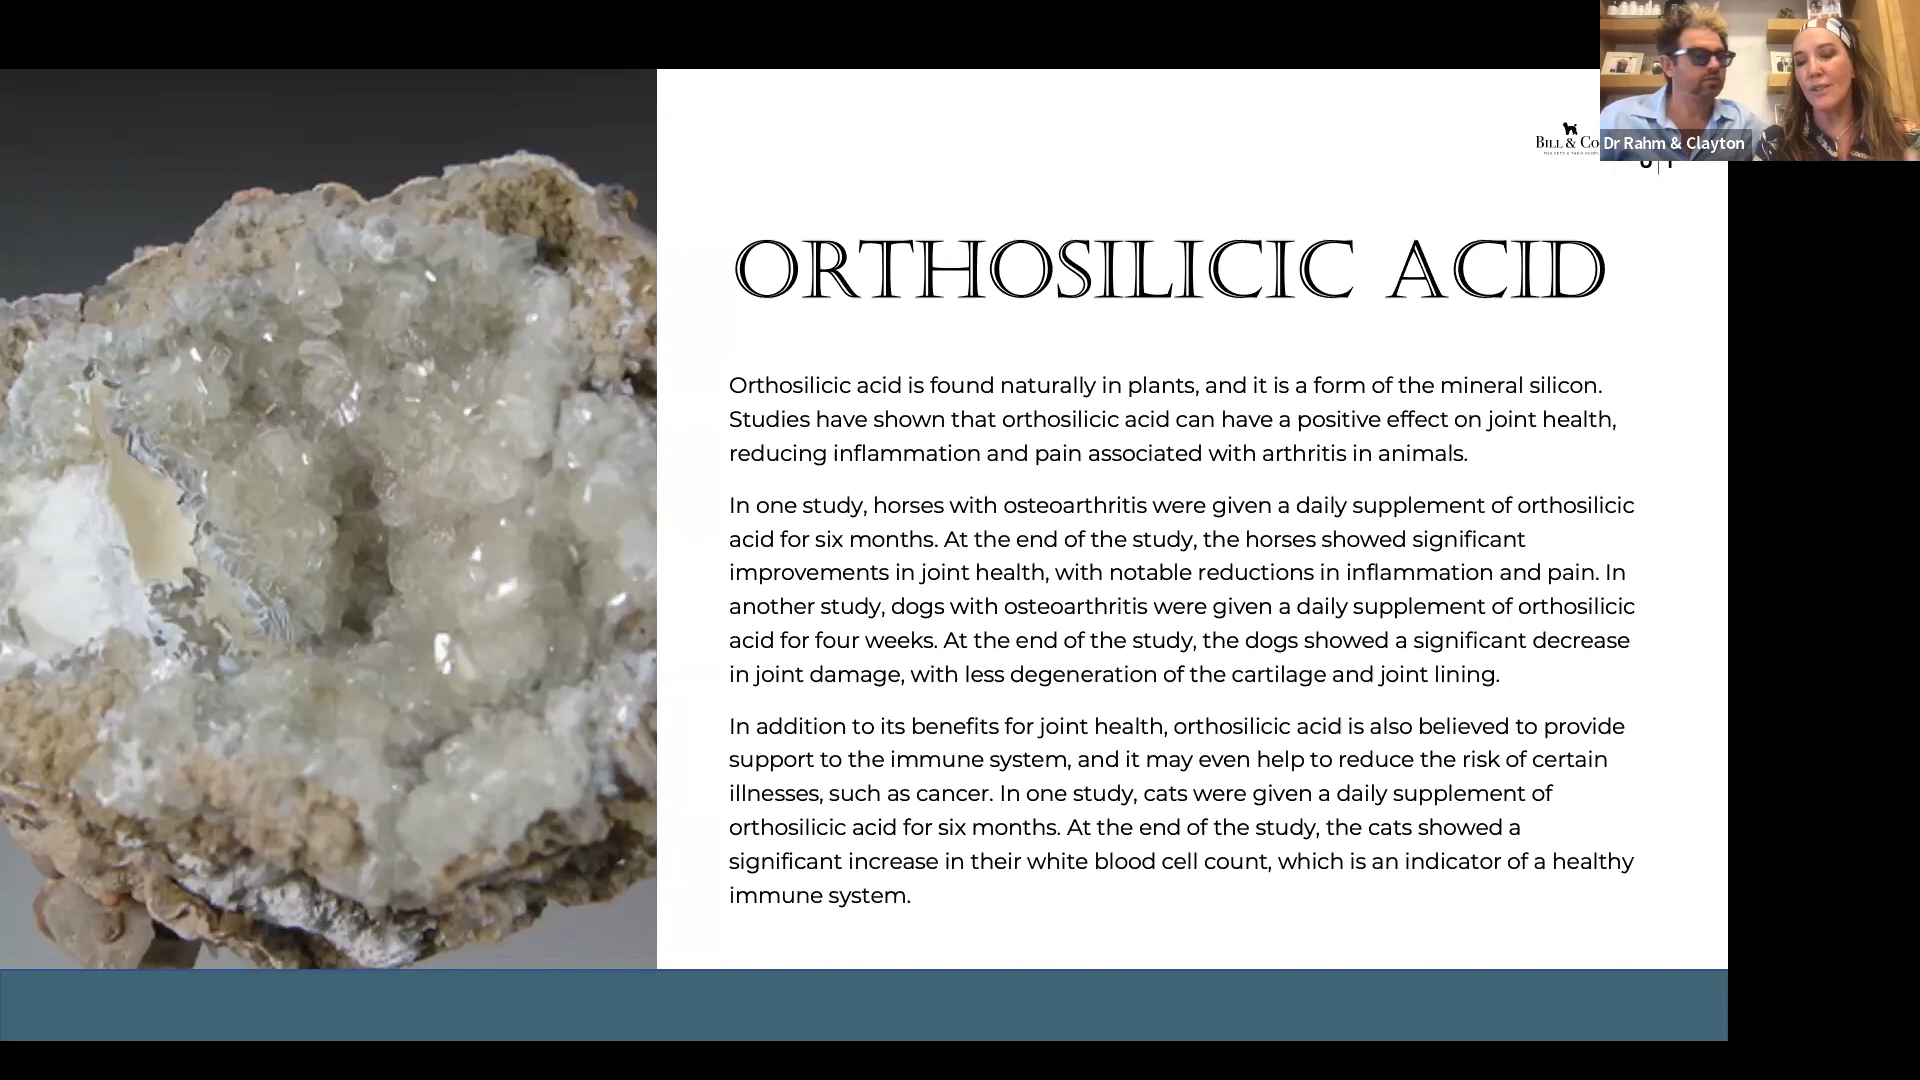 Bill & Co
Dr Rahm & Clayton
ORTHOSILICIC ACID
Orthosilicic acid is found naturally in plants, and it is a form of the mineral silicon.
Studies have shown that orthosilicic acid can have a positive effect on joint health,
reducing inflammation and pain associated with arthritis in animals.
In one study, horses with osteoarthritis were given a daily supplement of orthosilicic
acid for six months. At the end of the study, the horses showed significant
improvements in joint health, with notable reductions in inflammation and pain. In
another study, dogs with osteoarthritis were given a daily supplement of orthosilicic
acid for four weeks. At the end of the study, the dogs showed a significant decrease
in joint damage, with less degeneration of the cartilage and joint lining.
In addition to its benefits for joint health, orthosilicic acid is also believed to provide
support to the immune system, and it may even help to reduce the risk of certain
illnesses, such as cancer. In one study, cats were given a daily supplement of
orthosilicic acid for six months. At the end of the study, the cats showed a
significant increase in their white blood cell count, which is an indicator of a healthy
immune system.